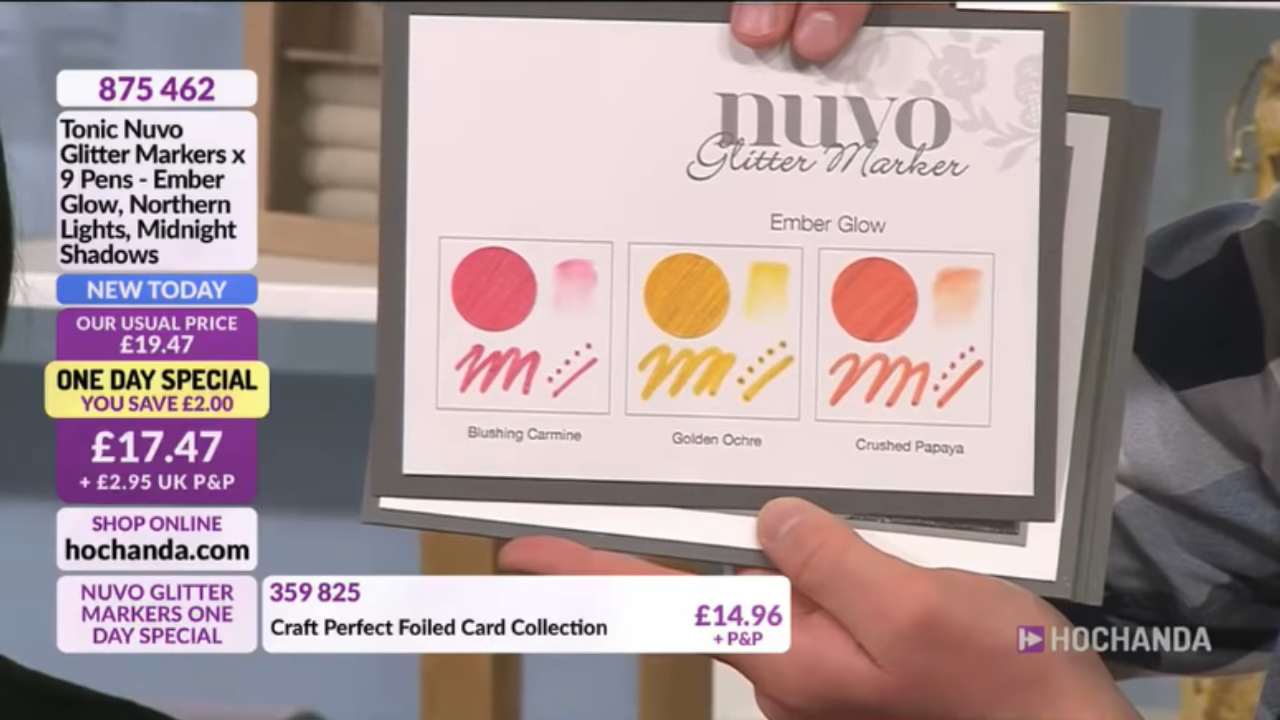 875 462
Tonic Nuvo
Glitter Markers x
9 Pens - Ember
Glow, Northern
Lights, Midnight
Shadows
NEW TODAY
OUR USUAL PRICE
£19.47
ONE DAY SPECIAL
YOU SAVE £2.00
£17.47
+ £2.95 UK P&P
SHOP ONLINE
hochanda.com
NUVO GLITTER
MARKERS ONE
DAY SPECIAL
359 825
Craft Perfect Foiled Card Collection
£14.96
+ P&P
nuvo
Glitter Marker
Ember Glow
Blushing Carmine
Golden Ochre
Crushed Papaya
HOCHANDA